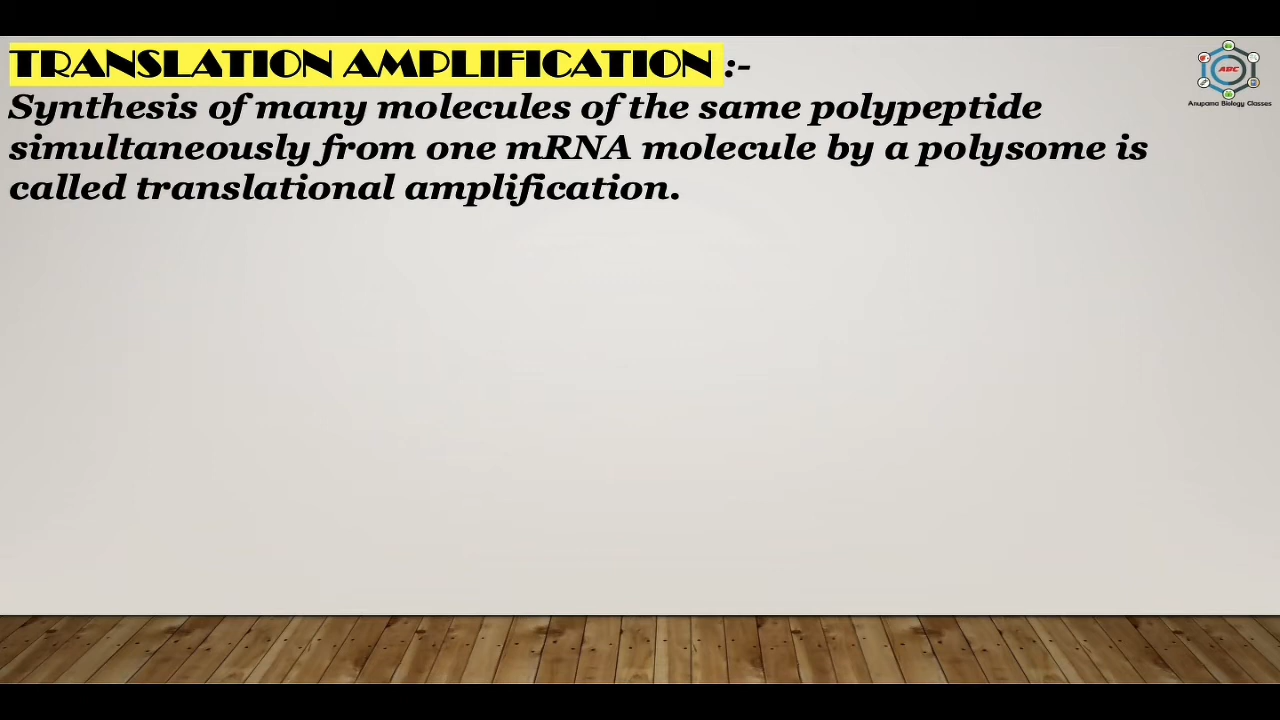 TRANSLATION AMPLIFICATION :-
Synthesis of many molecules of the same polypeptide
simultaneously from one mRNA molecule by a polysome is
called translational amplification.
ABC
Anupama Biology Classes